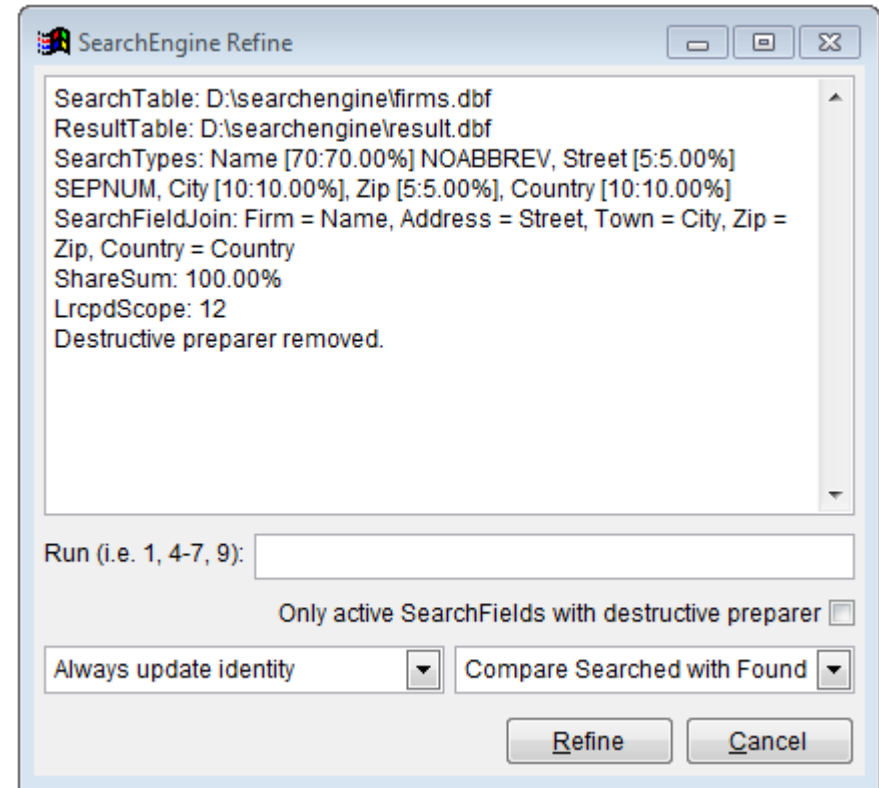 SearchEngine Refine
SearchTable: D:\searchengine\firms.dbf
ResultTable: D:\searchengine\result.dbf
SearchTypes: Name [70:70.00%] NOABBREV, Street [5:5.00%]
SEPNUM, City [10:10.00%], Zip [5:5.00%], Country [10:10.00%]
SearchFieldJoin: Firm = Name, Address = Street, Town = City, Zip =
Zip, Country = Country
ShareSum: 100.00%
LrcpdScope: 12
Destructive preparer removed.
Run (i.e. 1, 4-7, 9):
Only active SearchFields with destructive preparer
Always update identity
Compare Searched with Found
Refine
Cancel